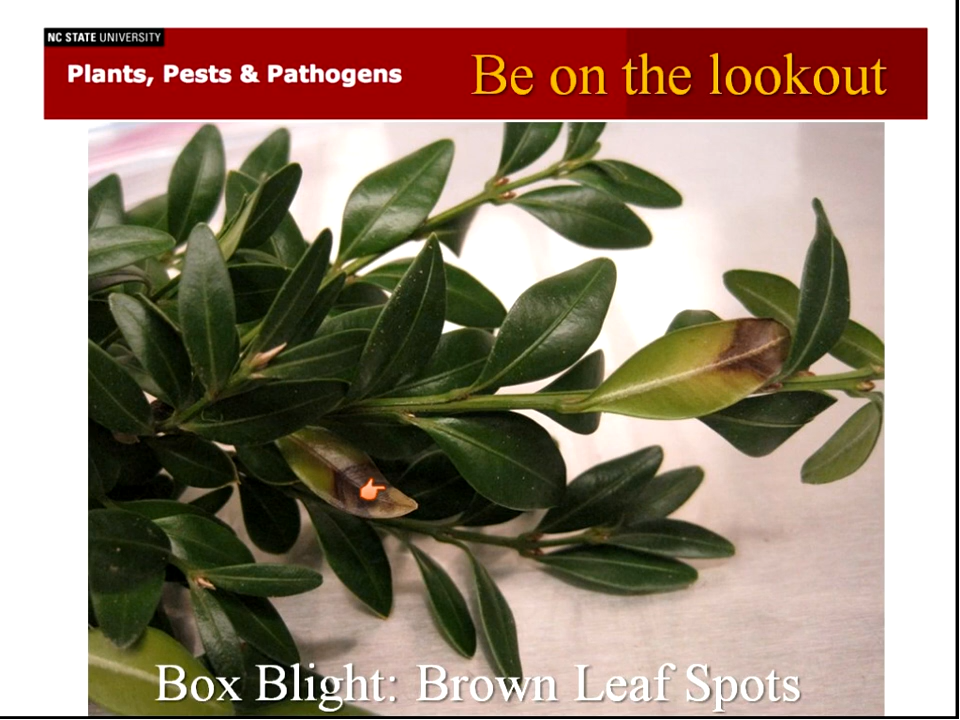 NC STATE UNIVERSITY
Plants, Pests & Pathogens
Be on the lookout
Box Blight: Brown Leaf Spots